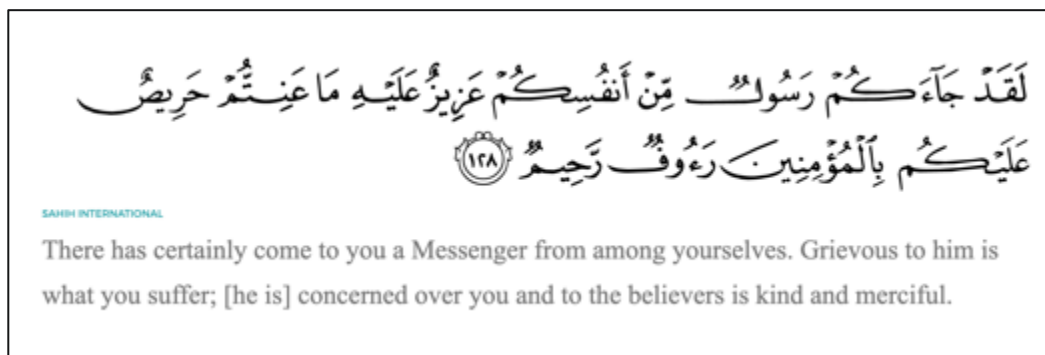 لَقَدْ جَآءَكُمْ رَسُولٌ مِّنْ أَنفُسِكُمْ عَزِيزٌ عَلَيْهِ مَا عَنِتُّمْ حَرِيصٌ
عَلَيْكُم بِٱلْمُؤْمِنِينَ رَءُوفٌ رَّحِيمٌ ١٢٨
SAHIH INTERNATIONAL
There has certainly come to you a Messenger from among yourselves. Grievous to him is
what you suffer; [he is] concerned over you and to the believers is kind and merciful.